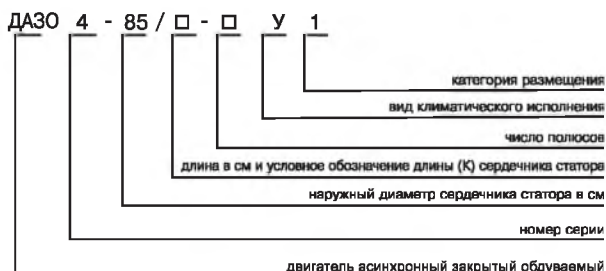 ДАЗО 4 - 85 / □ - □ У 1
категория размещения
вид климатического исполнения
число полюсов
длина в см и условное обозначение длины (К) сердечника статора
наружный диаметр сердечника статора в см
номер серии
двигатель асинхронный закрытый обдуваемый